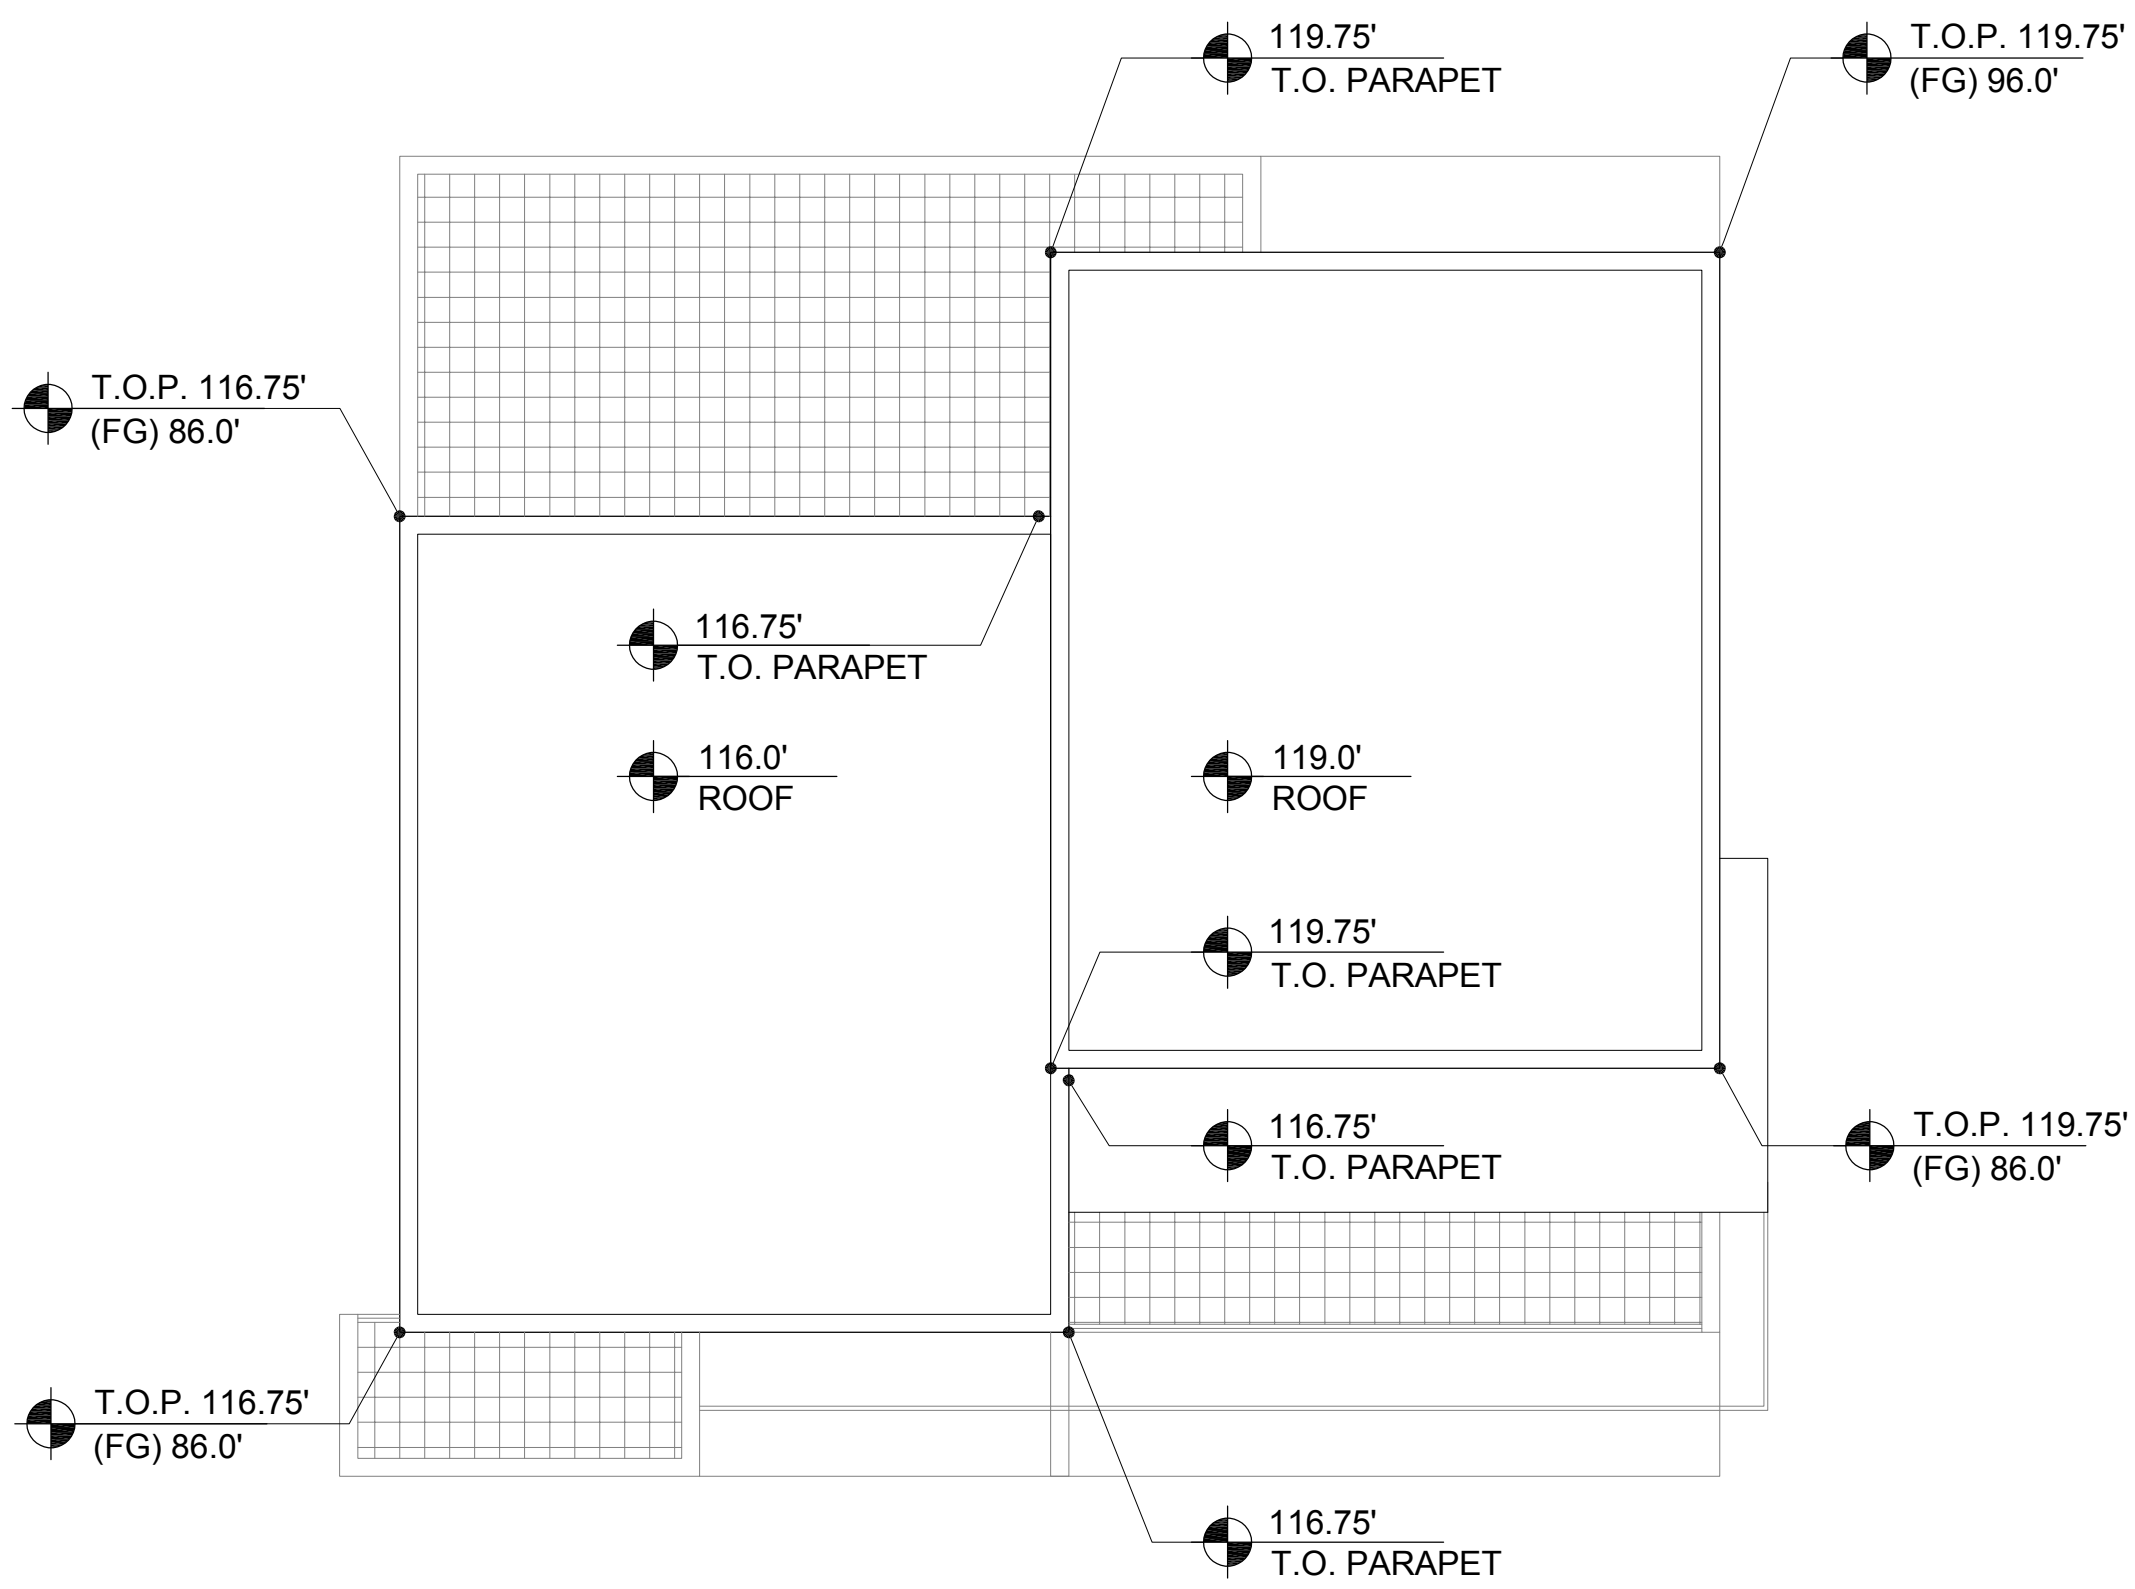 119.75'
T.O. PARAPET
T.O.P. 119.75'
(FG) 96.0'
T.O.P. 116.75'
(FG) 86.0'
116.75'
T.O. PARAPET
116.0'
ROOF
119.0'
ROOF
119.75'
T.O. PARAPET
116.75'
T.O. PARAPET
T.O.P. 119.75'
(FG) 86.0'
T.O.P. 116.75'
(FG) 86.0'
116.75'
T.O. PARAPET